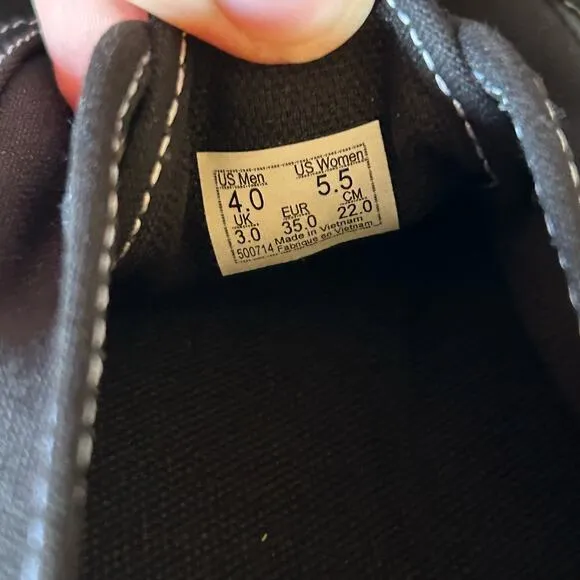 US Men US Women
4.0 5.5
UK. EUR CM.
3.0 35.0 22.0
500714 Made in Vietnam
Fabrique en Vietnam